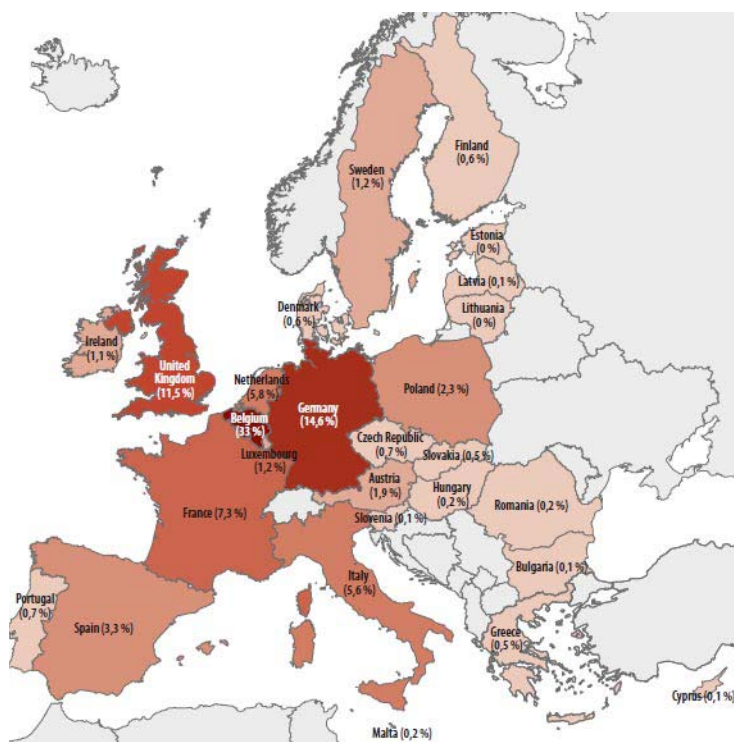 Finland
(0,6 %)
Sweden
(1,2 %)
Estonia
(0 %)
Latvia (0,1 %)
Lithuania
(0 %)
Denmark
(0,6 %)
Ireland
(1,1 %)
United
Kingdom
(11,5 %)
Netherlands
(5,8 %)
Poland (2,3 %)
Germany
(14,6 %)
Belgium
(33 %)
Luxembourg
(1,2 %)
Czech Republic
(0,7 %)
Slovakia (0,5 %)
Austria
(1,9 %)
Hungary
(0,2 %)
Romania (0,2 %)
France (7,3 %)
Slovenia (0,1 %)
Bulgaria (0,1 %)
Italy
(5,6 %)
Portugal
(0,7 %)
Spain (3,3 %)
Greece
(0,5 %)
Cyprus (0,1 %)
Malta (0,2 %)